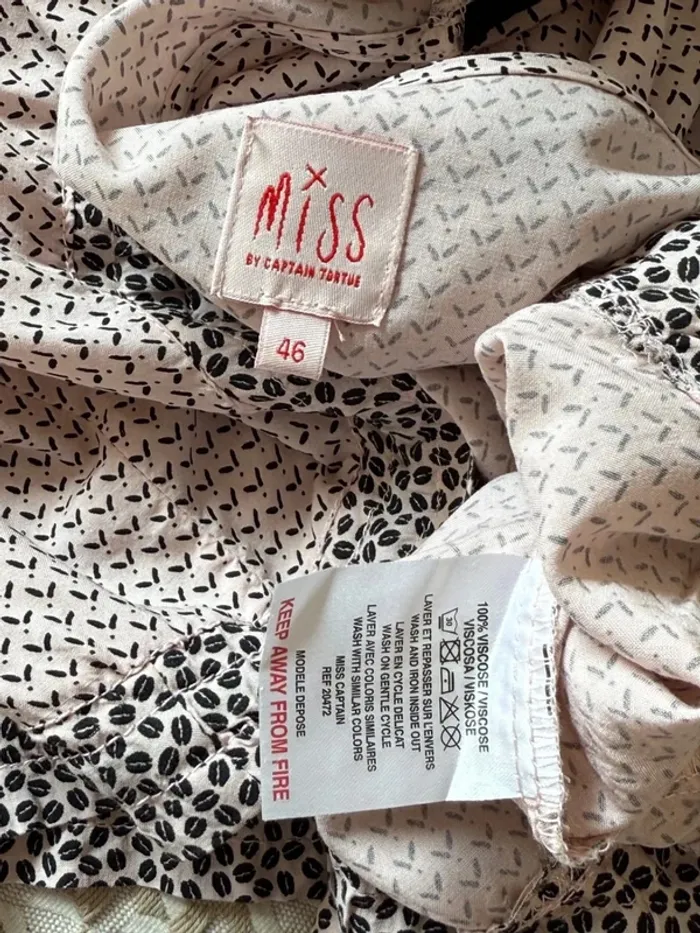 MiSS
BY CAPTAIN TORTUE
46
100% VISCOSE / VISCOSE
VISCOSA / VISKOSE
30
LAVER ET REPASSER SUR L'ENVERS
WASH AND IRON INSIDE OUT
LAVER EN CYCLE DELICAT
WASH ON GENTLE CYCLE
LAVER AVEC COLORIS SIMILAIRES
WASH WITH SIMILAR COLORS
MISS CAPTAIN
REF 20472
MODELE DEPOSE
KEEP AWAY FROM FIRE